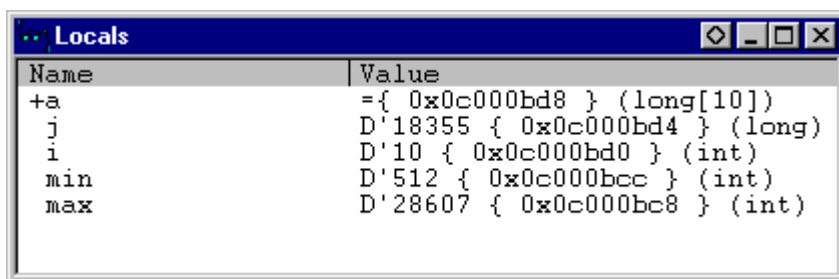 Locals
Name Value
+a ={ 0x0c000bd8 } (long[10])
j D'18355 { 0x0c000bd4 } (long)
i D'10 { 0x0c000bd0 } (int)
min D'512 { 0x0c000bcc } (int)
max D'28607 { 0x0c000bc8 } (int)